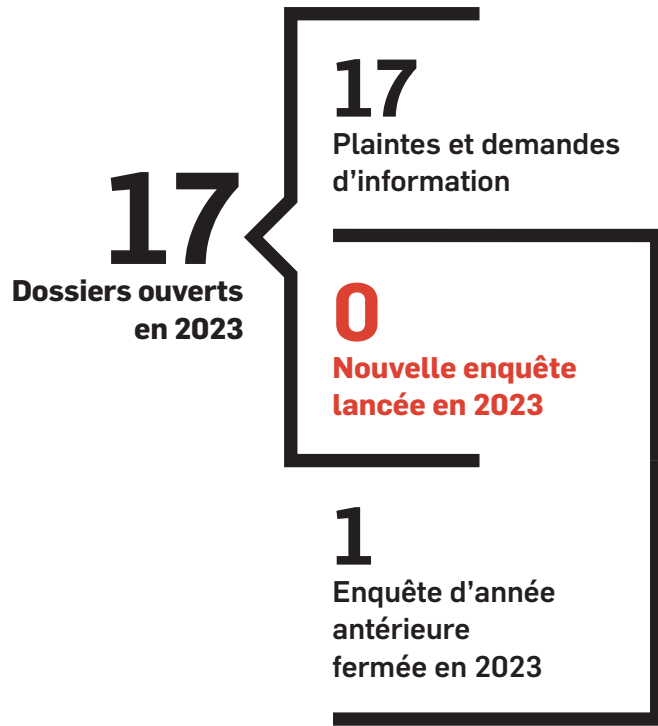 17
Dossiers ouverts
en 2023
17
Plaintes et demandes
d’information
0
Nouvelle enquête
lancée en 2023
1
Enquête d’année
antérieure
fermée en 2023